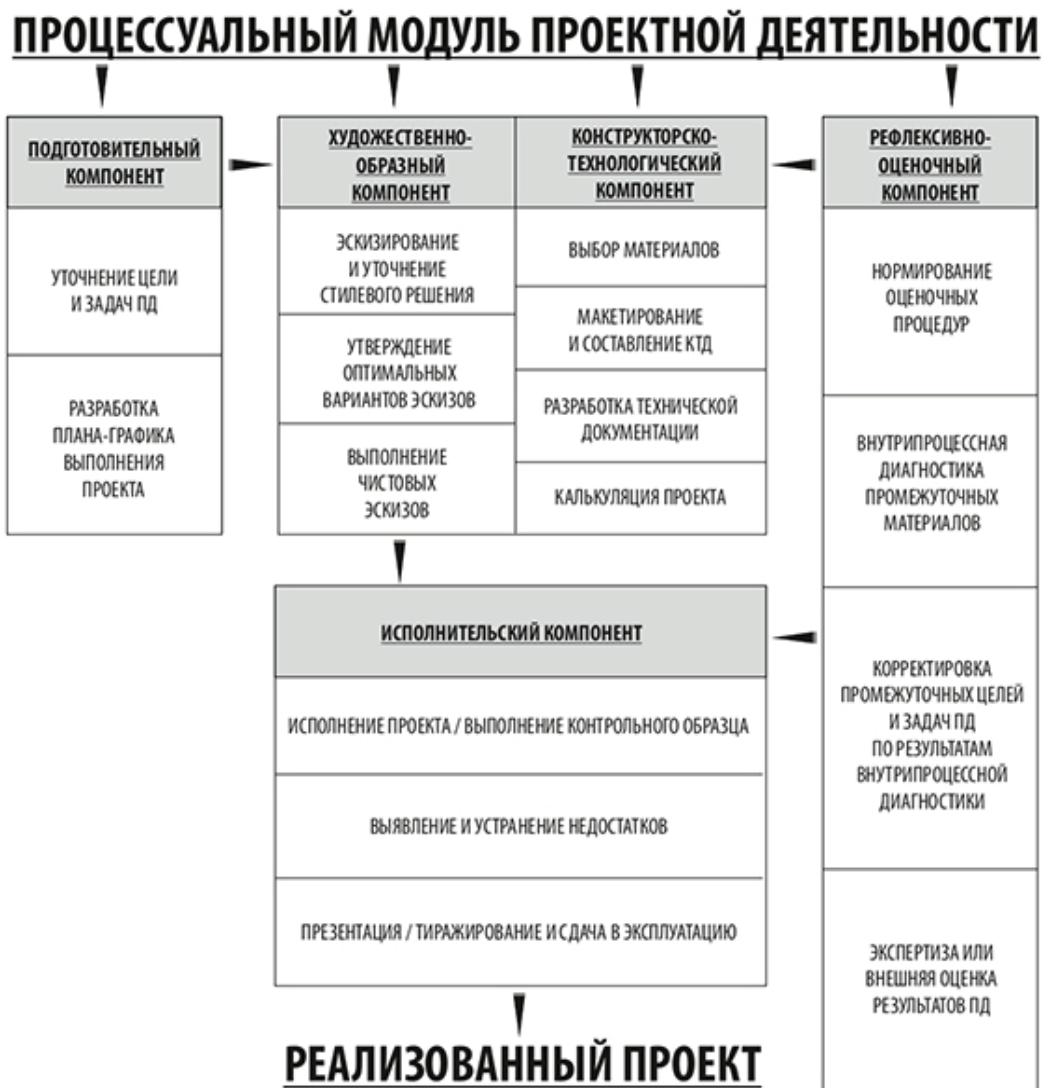 ПРОЦЕССУАЛЬНЫЙ МОДУЛЬ ПРОЕКТНОЙ ДЕЯТЕЛЬНОСТИ
ПОДГОТОВИТЕЛЬНЫЙ
КОМПОНЕНТ
УТОЧНЕНИЕ ЦЕЛИ
И ЗАДАЧ ПД
РАЗРАБОТКА
ПЛАНА-ГРАФИКА
ВЫПОЛНЕНИЯ
ПРОЕКТА
ХУДОЖЕСТВЕННО-
ОБРАЗНЫЙ
КОМПОНЕНТ
ЭСКИЗИРОВАНИЕ
И УТОЧНЕНИЕ
СТИЛЕВОГО РЕШЕНИЯ
УТВЕРЖДЕНИЕ
ОПТИМАЛЬНЫХ
ВАРИАНТОВ ЭСКИЗОВ
ВЫПОЛНЕНИЕ
ЧИСТОВЫХ
ЭСКИЗОВ
КОНСТРУКТОРСКО-
ТЕХНОЛОГИЧЕСКИЙ
КОМПОНЕНТ
ВЫБОР МАТЕРИАЛОВ
МАКЕТИРОВАНИЕ
И СОСТАВЛЕНИЕ КТД
РАЗРАБОТКА ТЕХНИЧЕСКОЙ
ДОКУМЕНТАЦИИ
КАЛЬКУЛЯЦИЯ ПРОЕКТА
РЕФЛЕКСИВНО-
ОЦЕНОЧНЫЙ
КОМПОНЕНТ
НОРМИРОВАНИЕ
ОЦЕНОЧНЫХ
ПРОЦЕДУР
ВНУТРИПРОЦЕССНАЯ
ДИАГНОСТИКА
ПРОМЕЖУТОЧНЫХ
МАТЕРИАЛОВ
КОРРЕКТИРОВКА
ПРОМЕЖУТОЧНЫХ ЦЕЛЕЙ
И ЗАДАЧ ПД
ПО РЕЗУЛЬТАТАМ
ВНУТРИПРОЦЕССНОЙ
ДИАГНОСТИКИ
ЭКСПЕРТИЗА ИЛИ
ВНЕШНЯЯ ОЦЕНКА
РЕЗУЛЬТАТОВ ПД
ИСПОЛНИТЕЛЬСКИЙ КОМПОНЕНТ
ИСПОЛНЕНИЕ ПРОЕКТА / ВЫПОЛНЕНИЕ КОНТРОЛЬНОГО ОБРАЗЦА
ВЫЯВЛЕНИЕ И УСТРАНЕНИЕ НЕДОСТАТКОВ
ПРЕЗЕНТАЦИЯ / ТИРАЖИРОВАНИЕ И СДАЧА В ЭКСПЛУАТАЦИЮ
РЕАЛИЗОВАННЫЙ ПРОЕКТ